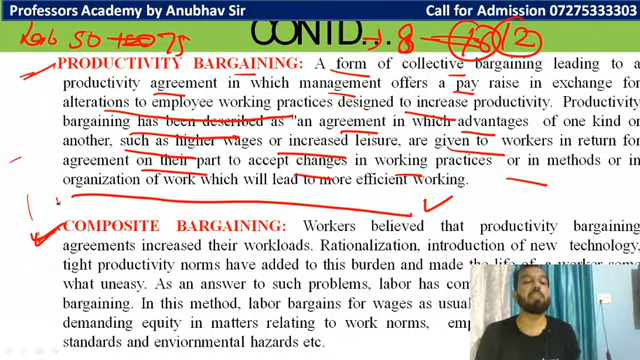 Professors Academy by Anubhav Sir Call for Admission 07275333303
CONTD… 8
50 75 12
PRODUCTIVITY BARGAINING: A form of collective bargaining leading to a
productivity agreement in which management offers a pay raise in exchange for
alterations to employee working practices designed to increase productivity. Productivity
bargaining has been described as "an agreement in which advantages of one kind or
another, such as higher wages or increased leisure, are given to workers in return for
agreement on their part to accept changes in working practices or in methods or in
organization of work which will lead to more efficient working.
COMPOSITE BARGAINING: Workers believed that productivity bargaining
agreements increased their workloads. Rationalization, introduction of new technology,
tight productivity norms have added to this burden and made the life of a worker some
what uneasy. As an answer to such problems, labor has com
bargaining. In this method, labor bargains for wages as usual
demanding equity in matters relating to work norms, emp
standards and enviornmental hazards etc.